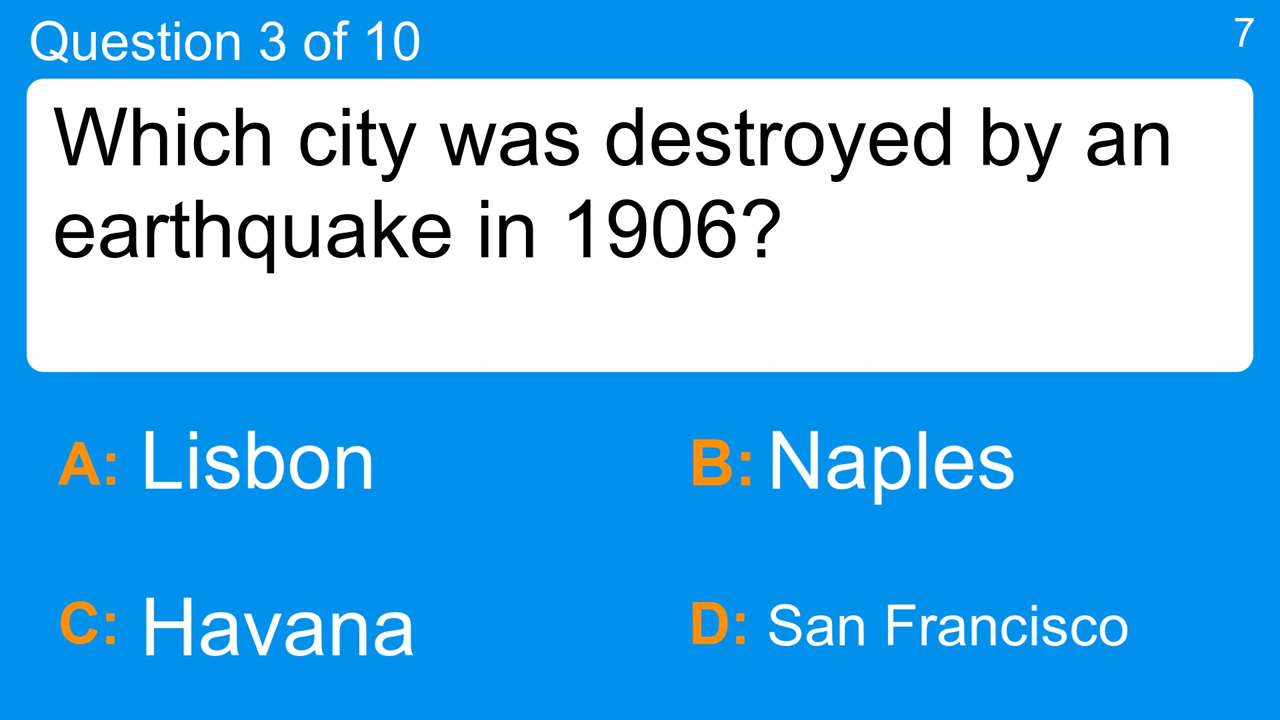 Question 3 of 10
7
Which city was destroyed by an
earthquake in 1906?
A: Lisbon
B: Naples
C: Havana
D: San Francisco